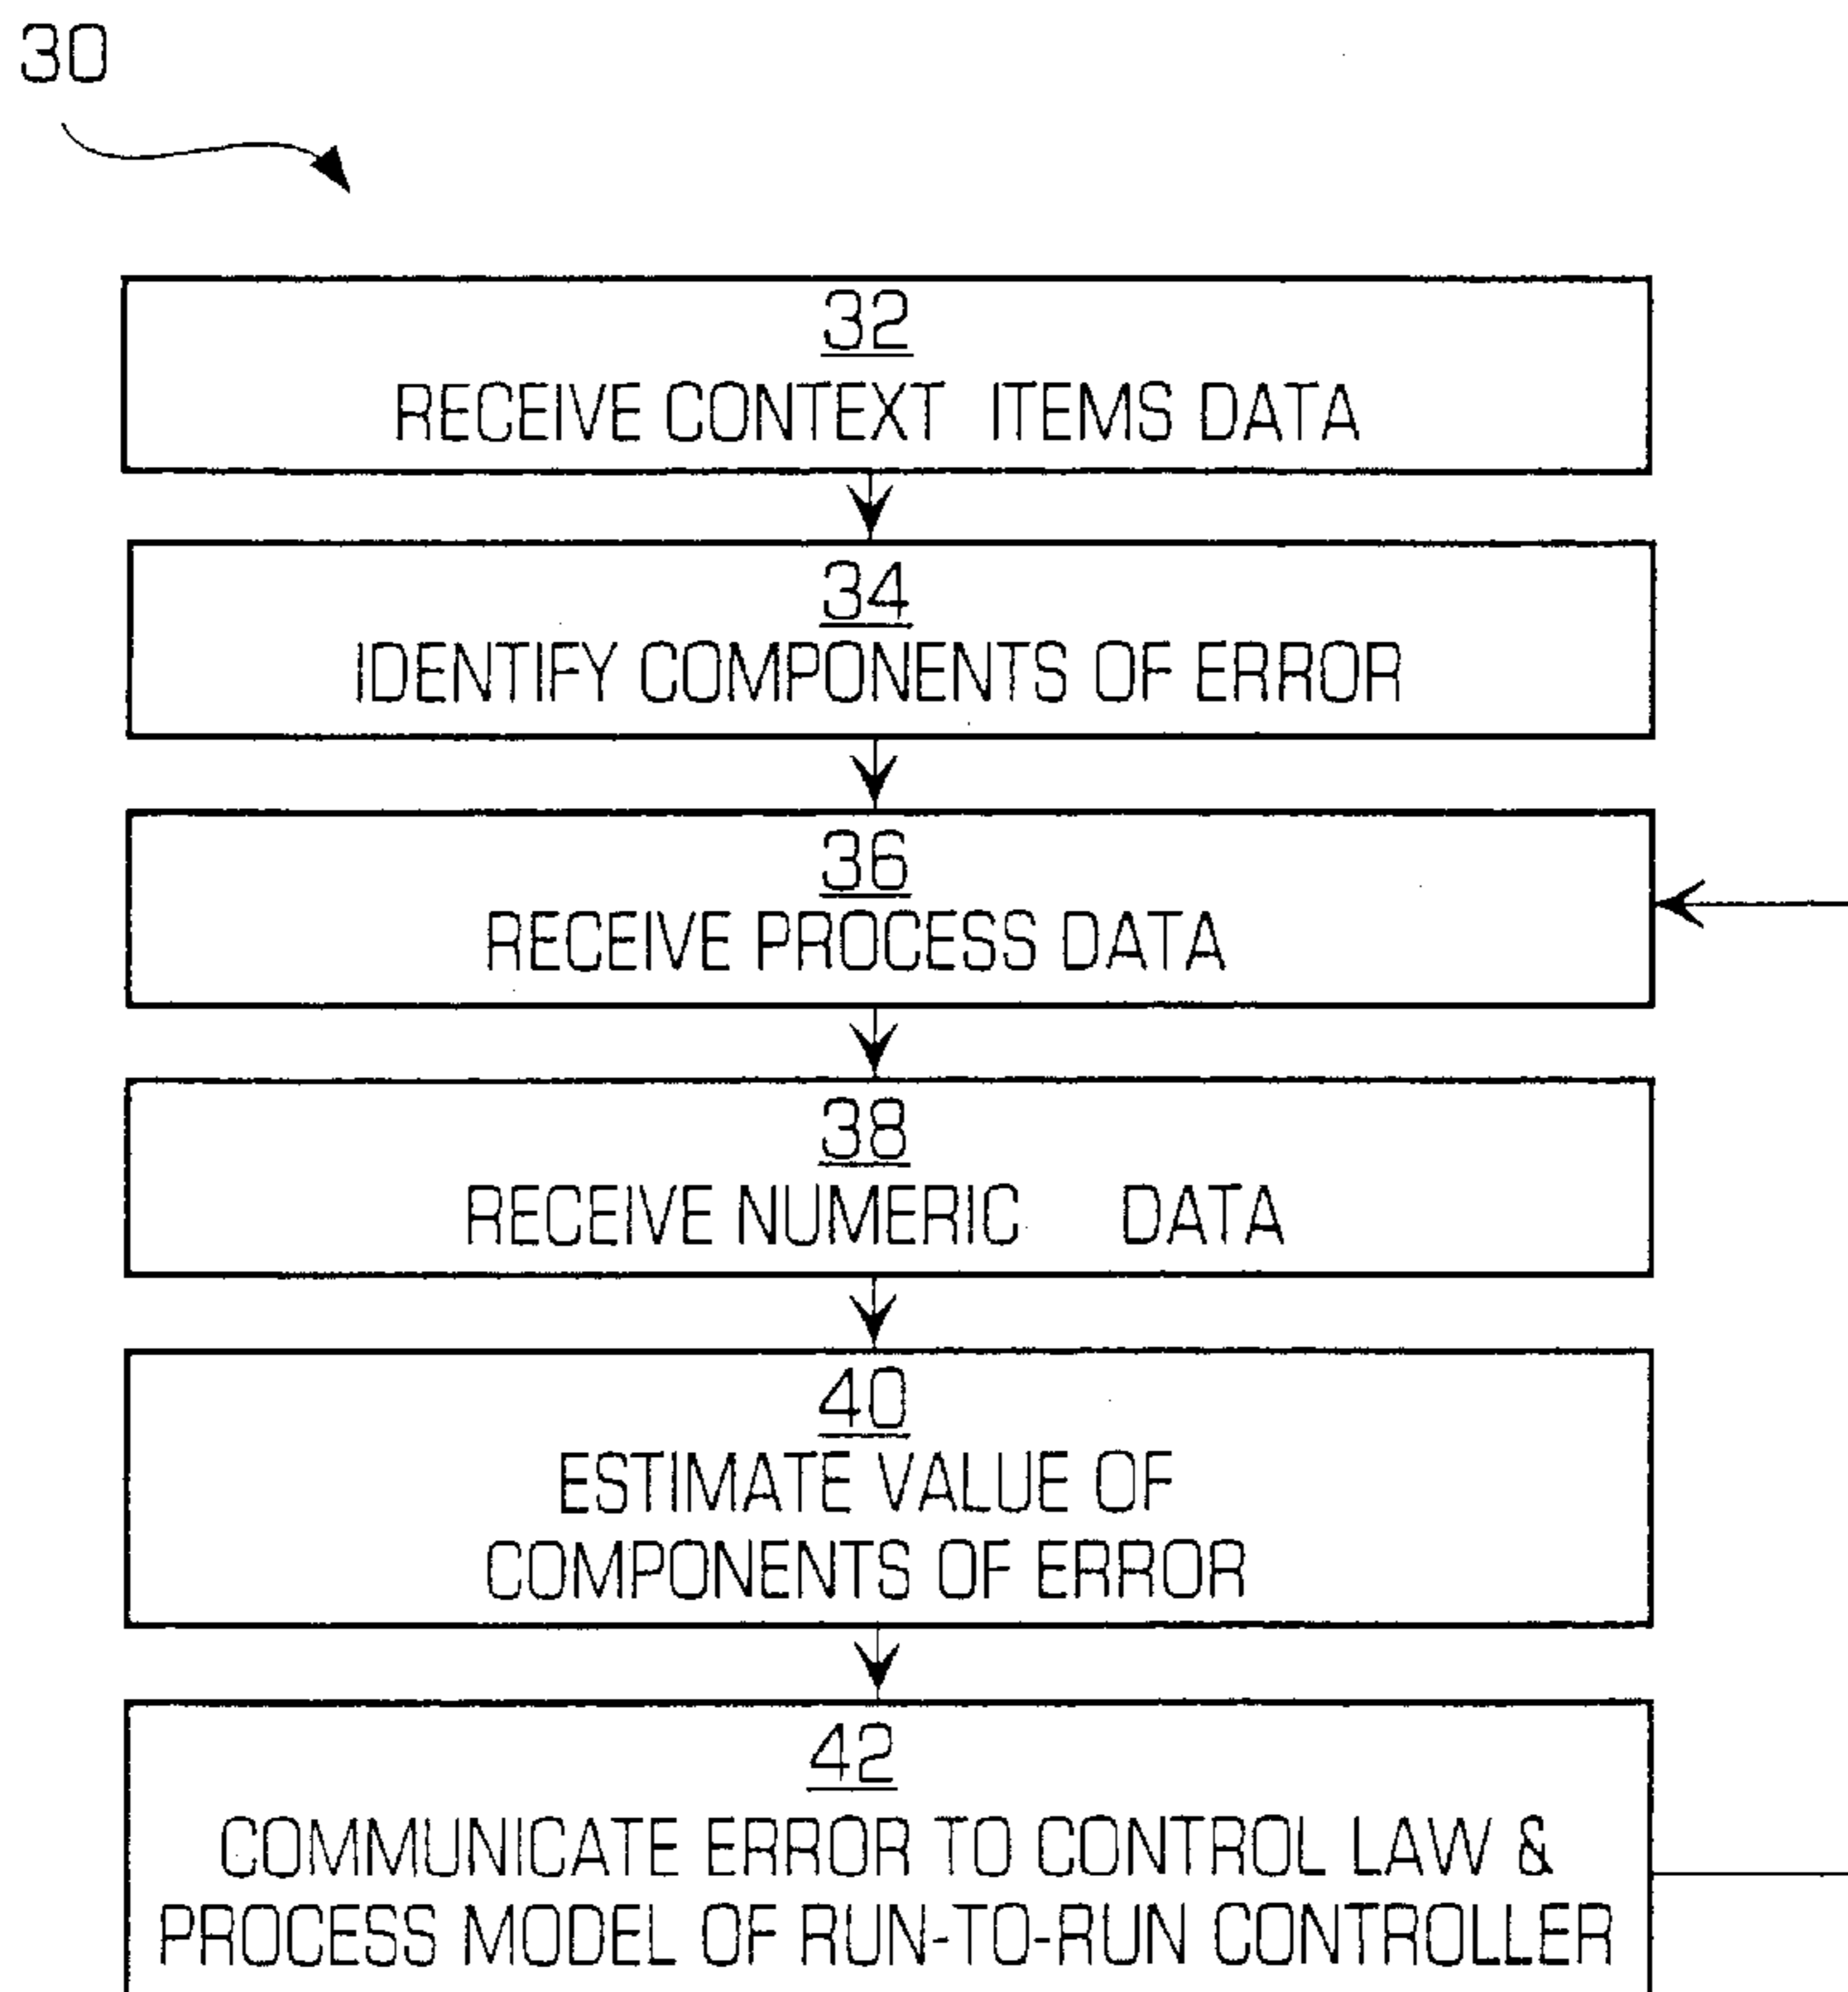 30
32
RECEIVE CONTEXT ITEMS DATA
34
IDENTIFY COMPONENTS OF ERROR
36
RECEIVE PROCESS DATA
38
RECEIVE NUMERIC DATA
40
ESTIMATE VALUE OF
COMPONENTS OF ERROR
42
COMMUNICATE ERROR TO CONTROL LAW &
PROCESS MODEL OF RUN-TO-RUN CONTROLLER